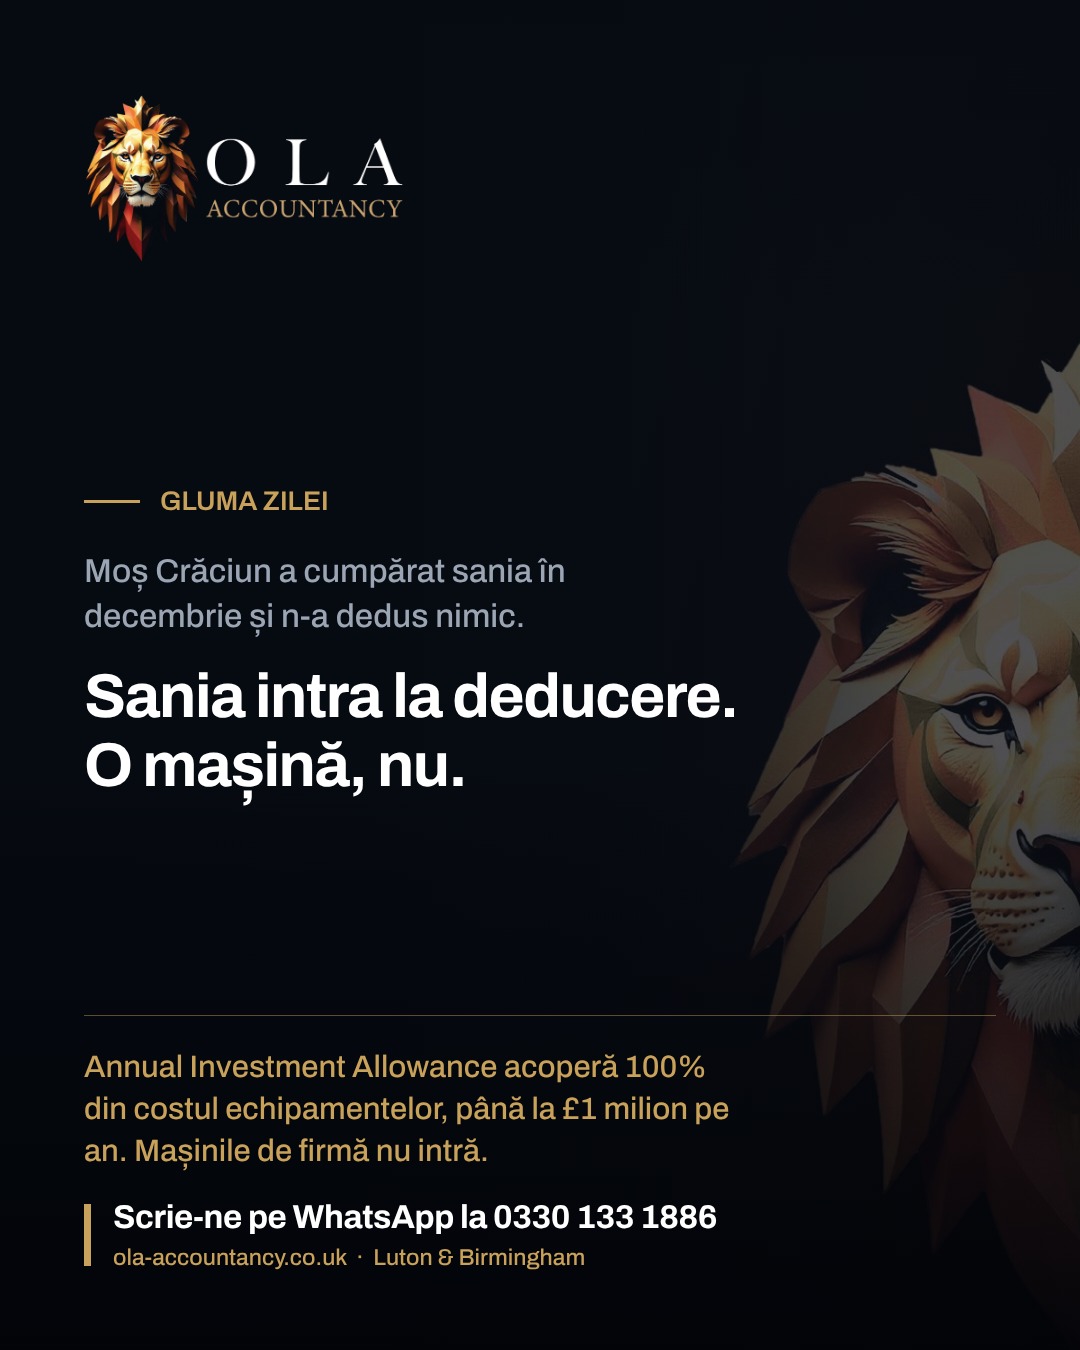 OLA
ACCOUNTANCY
GLUMA ZILEI
Moș Crăciun a cumpărat sania în
decembrie și n-a dedus nimic.
Sania intra la deducere.
O mașină, nu.
Annual Investment Allowance acoperă 100%
din costul echipamentelor, până la £1 milion pe
an. Mașinile de firmă nu intră.
Scrie-ne pe WhatsApp la 0330 133 1886
ola-accountancy.co.uk · Luton & Birmingham